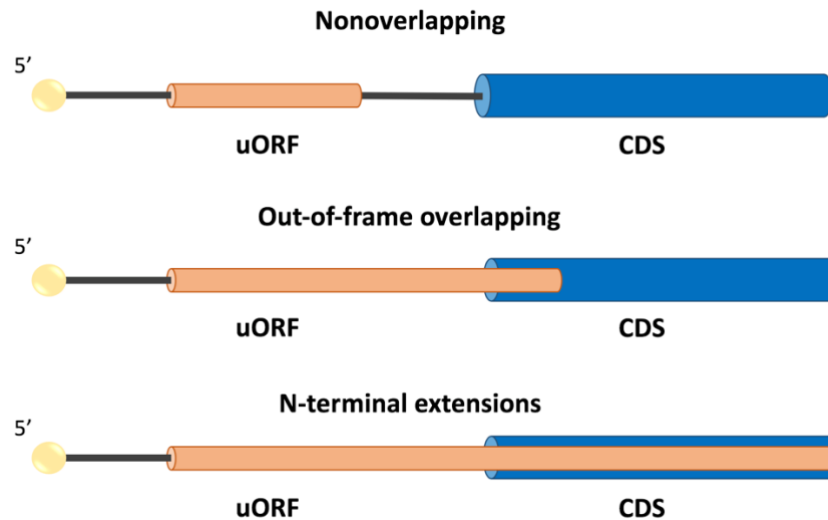 Nonoverlapping
5’
uORF CDS
Out-of-frame overlapping
5’
uORF CDS
N-terminal extensions
5’
uORF CDS